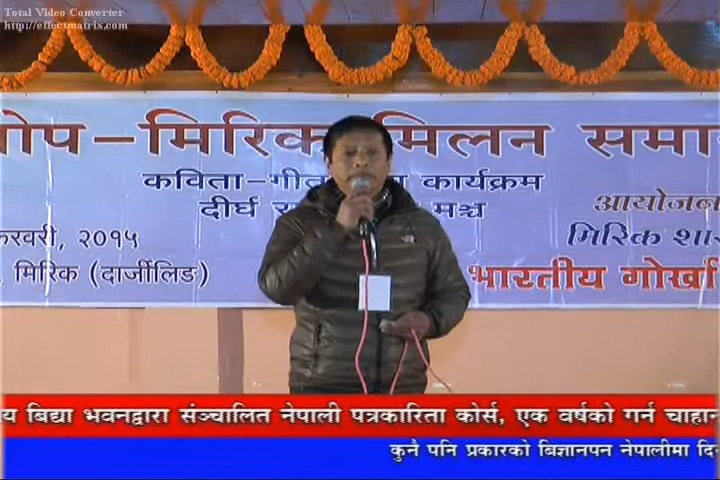 Total Video Converter
http://effectmatrix.com
गोप-मिरिक मिलन समा
कविता-गीत कार्यक्रम
दीर्घ मञ्च
आयोजन
२०१५
मिरिक शा
मिरिक (दार्जीलिङ)
भारतीय गोर्खा
य बिद्या भवनद्वारा संञ्चालित नेपाली पत्रकारिता कोर्स, एक वर्षको गर्न चाहान
कुनै पनि प्रकारको बिज्ञानपन नेपालीमा दि